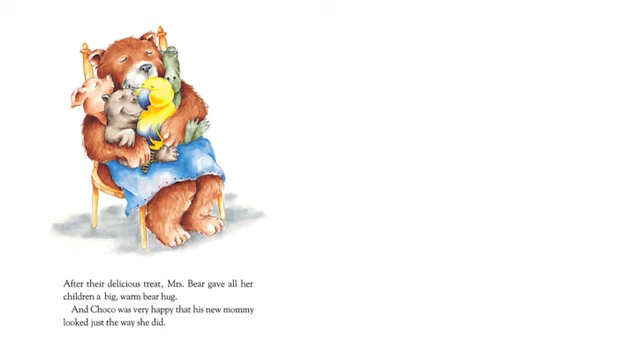 After their delicious treat, Mrs. Bear gave all her
children a big, warm bear hug.
And Choco was very happy that his new mommy
looked just the way she did.